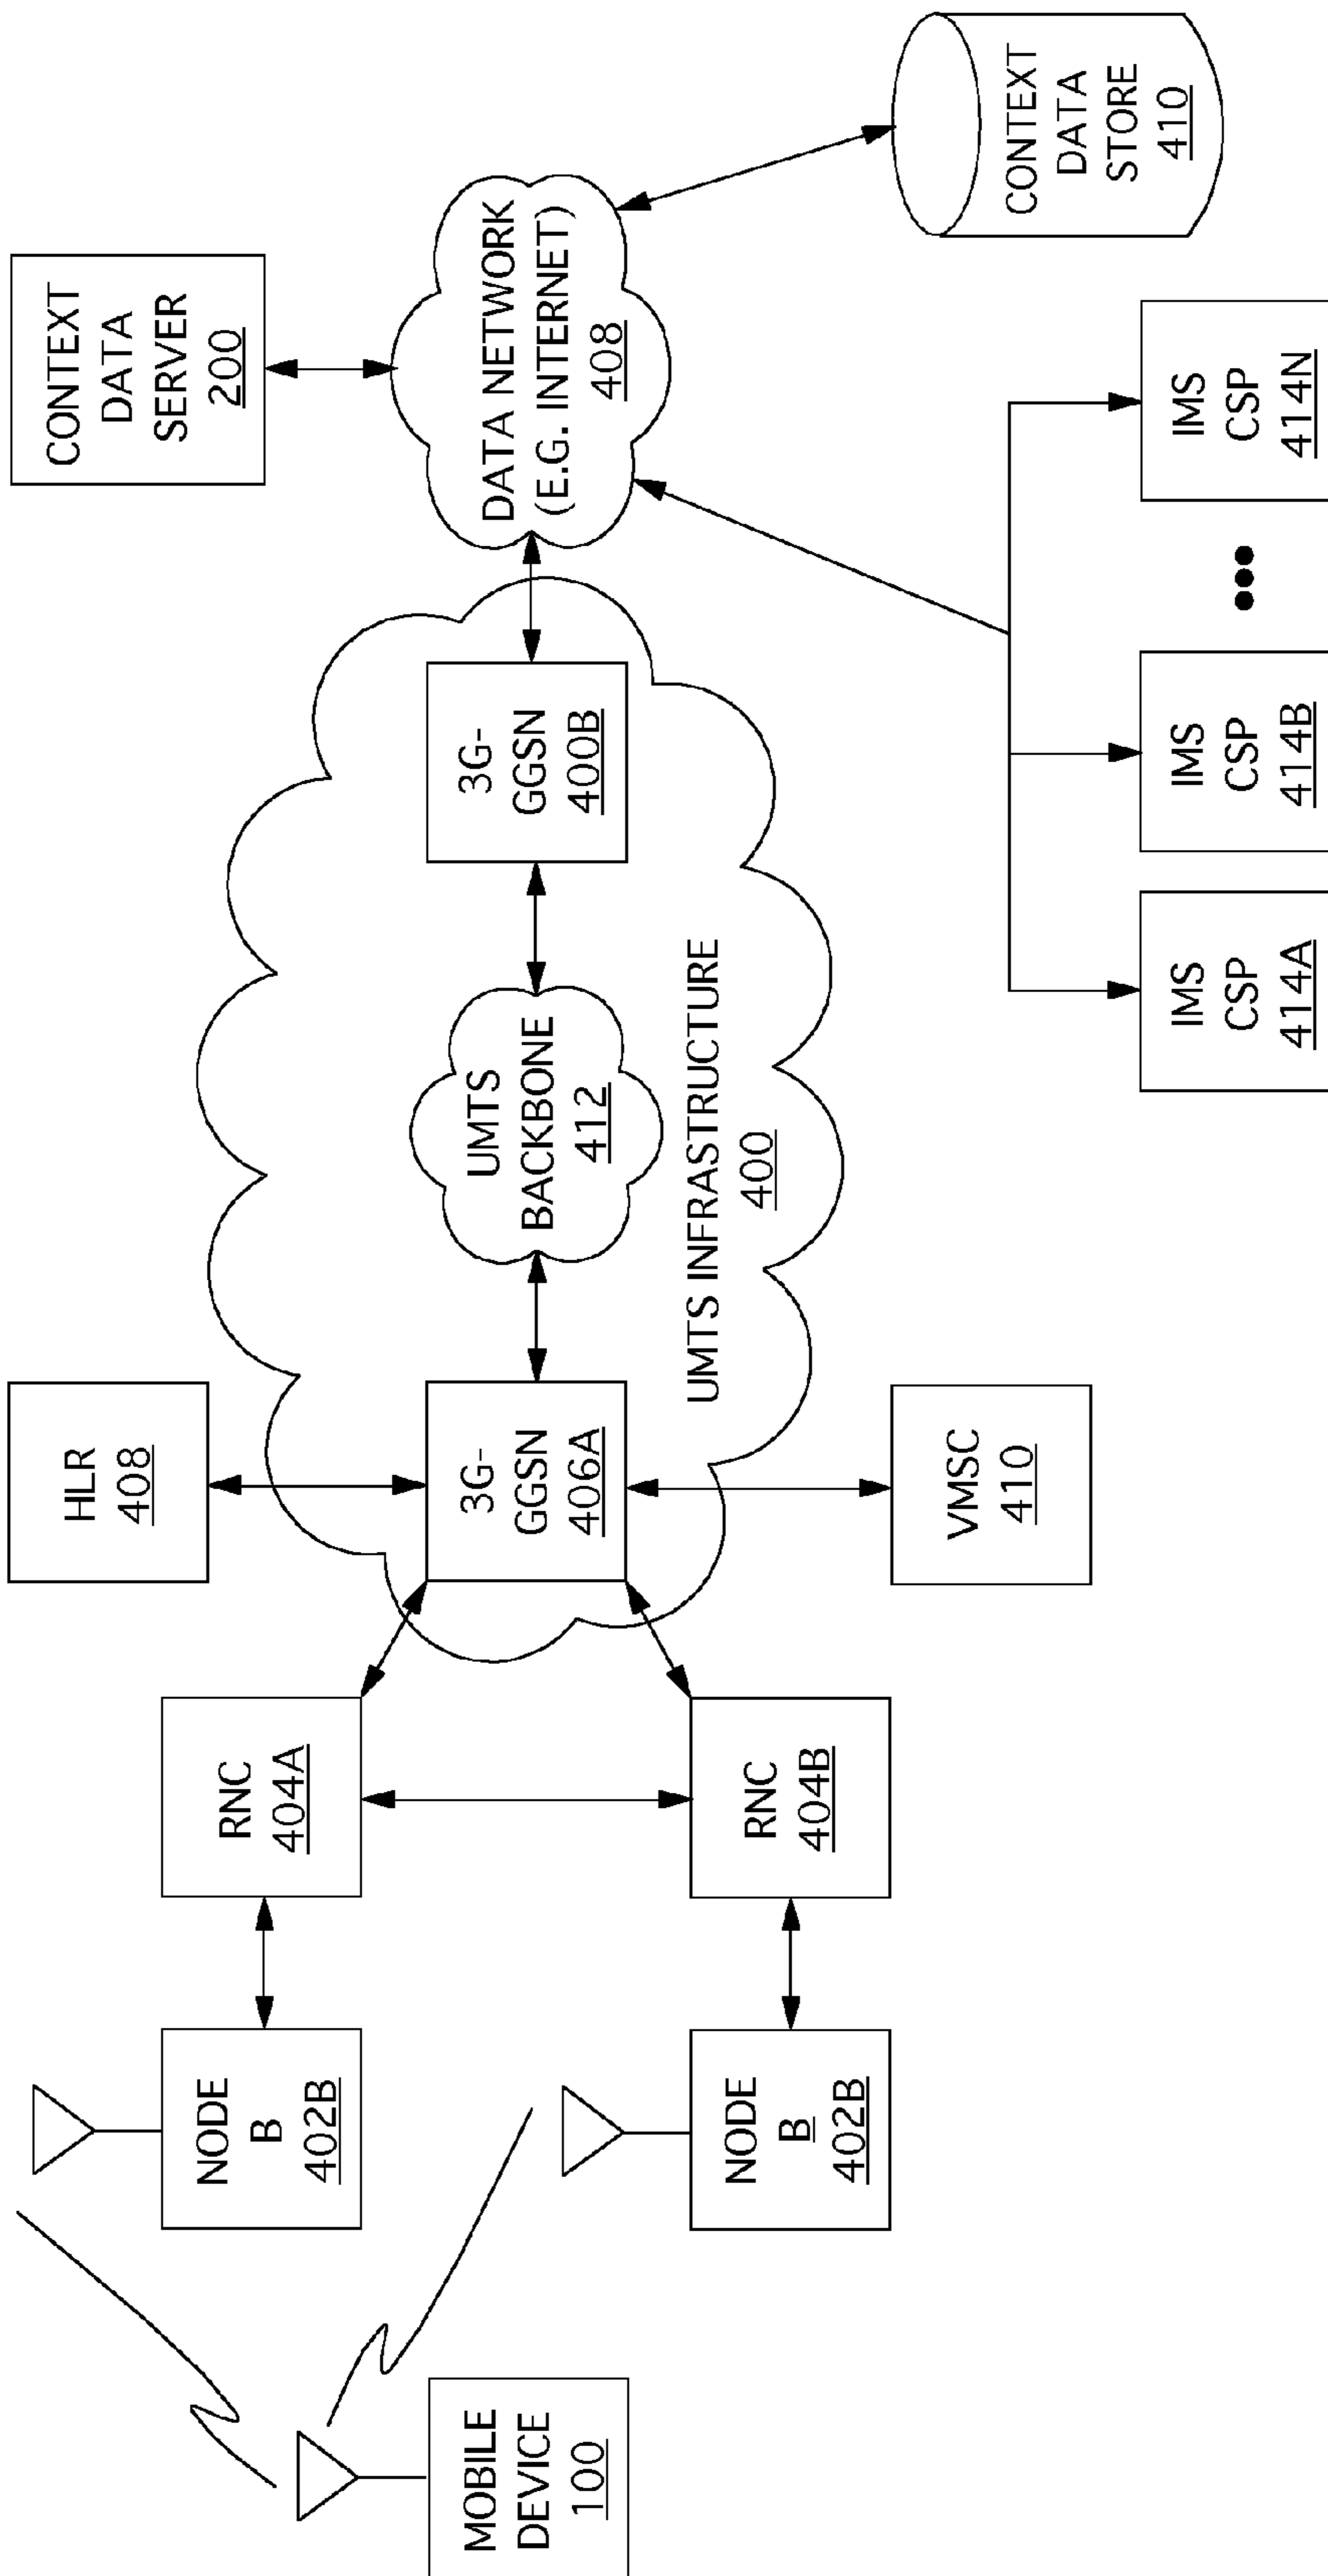 MOBILE
DEVICE
100
NODE
B
402B
NODE
B
402B
RNC
404A
RNC
404B
HLR
408
3G-
GGSN
406A
VMSC
410
UMTS
BACKBONE
412
UMTS INFRASTRUCTURE
400
3G-
GGSN
400B
CONTEXT
DATA
SERVER
200
DATA NETWORK
(E.G. INTERNET)
408
CONTEXT
DATA
STORE
410
IMS
CSP
414A
IMS
CSP
414B
•••
IMS
CSP
414N